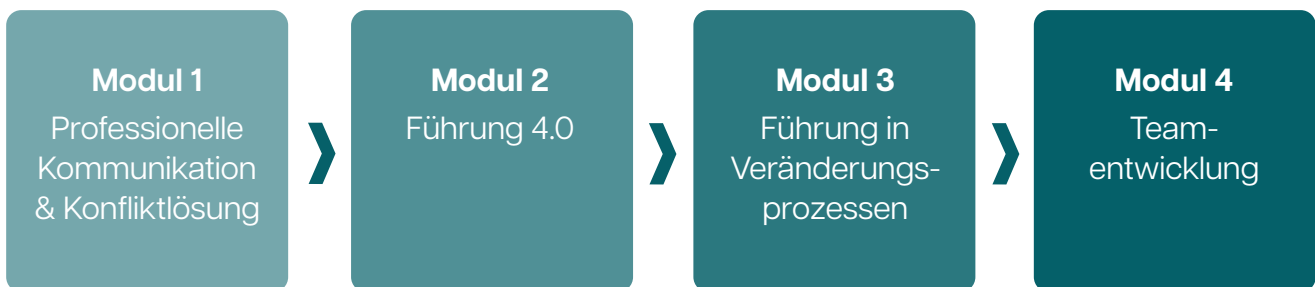 Modul 1
Professionelle
Kommunikation
& Konfliktlösung
Modul 2
Führung 4.0
Modul 3
Führung in
Veränderungs-
prozessen
Modul 4
Team-
entwicklung